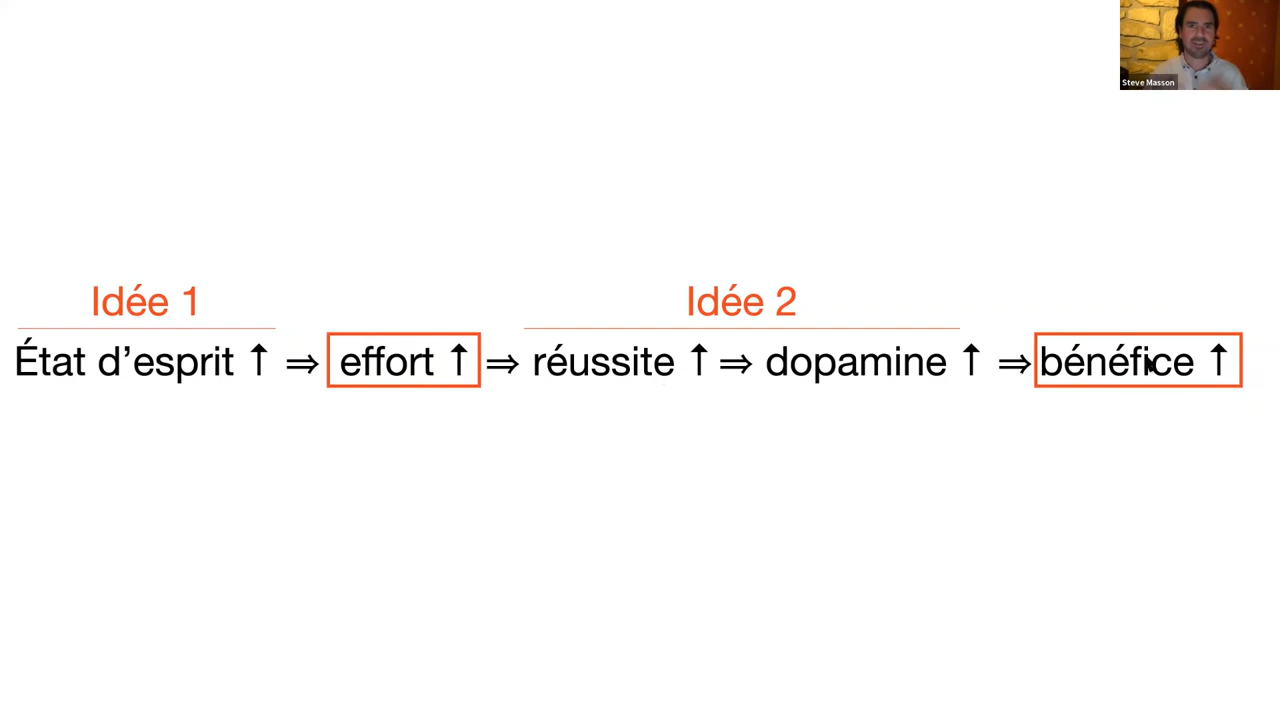 Steve Masson
Idée 1 Idée 2
État d’esprit ↑ ⇒ effort ↑ ⇒ réussite ↑ ⇒ dopamine ↑ ⇒ bénéfice ↑